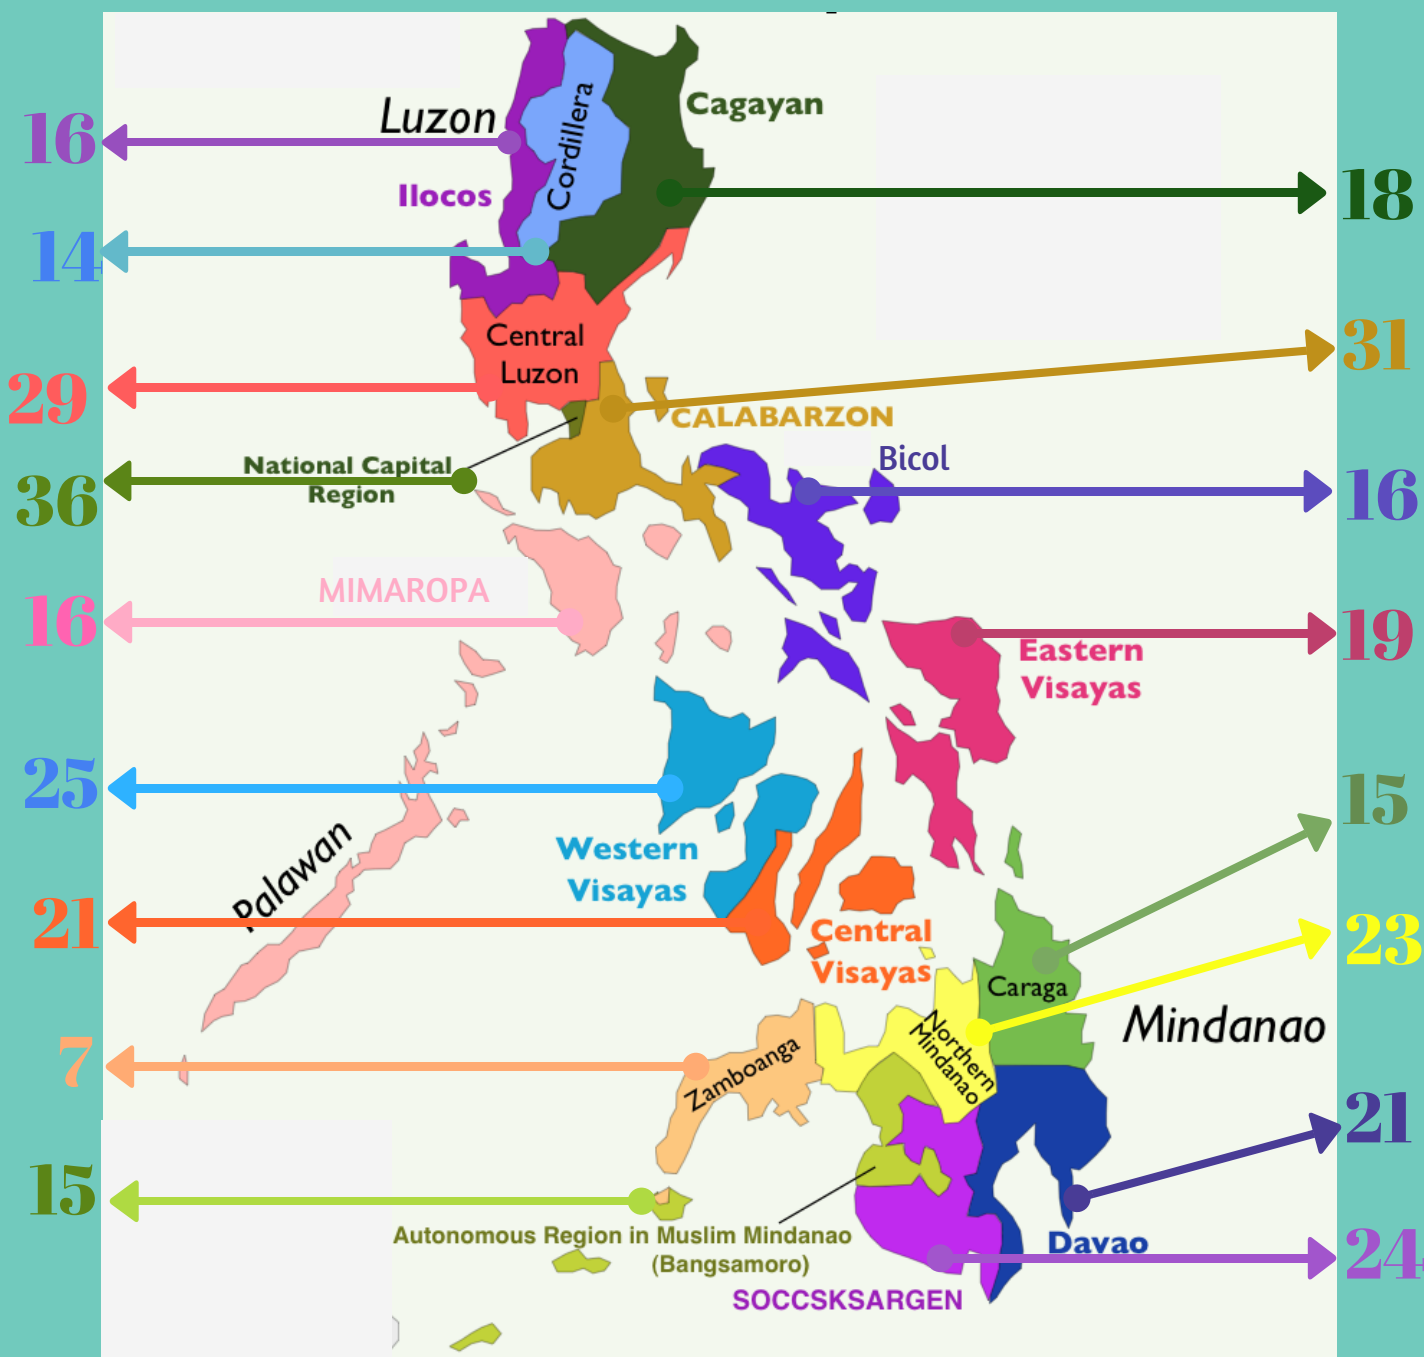 Luzon
Cordillera
Cagayan
16
18
Ilocos
14
31
Central
Luzon
29
CALABARZON
Bicol
National Capital
Region
36
16
MIMAROPA
16
19
Eastern
Visayas
25
15
Western
Visayas
Palawan
21
Central
Visayas
23
Caraga
Mindanao
Northern
Mindanao
7
Zamboanga
21
15
Autonomous Region in Muslim Mindanao
(Bangsamoro)
Davao
24
SOCCSKSARGEN